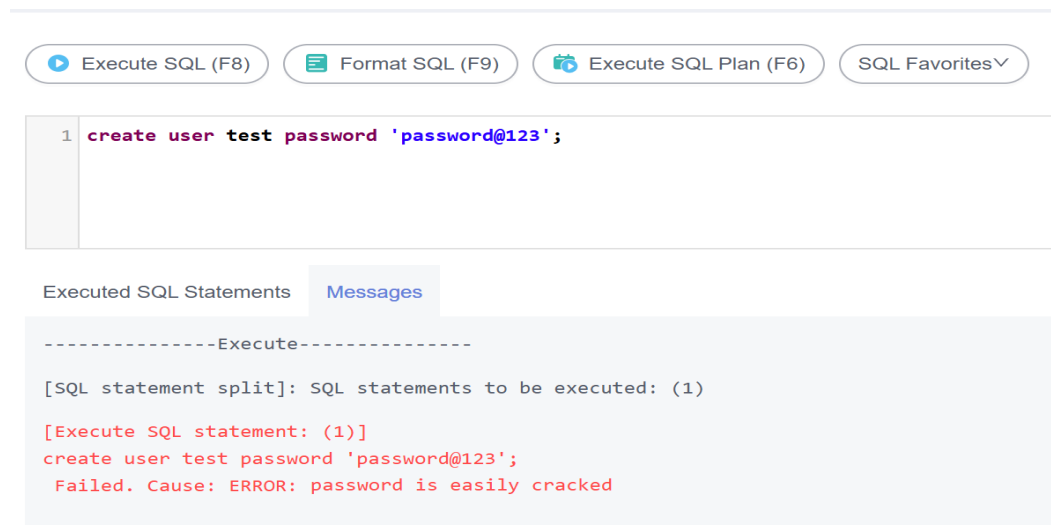 Execute SQL (F8) Format SQL (F9) Execute SQL Plan (F6) SQL Favorites
1 create user test password 'password@123';
Executed SQL Statements Messages
---------------Execute---------------
[SQL statement split]: SQL statements to be executed: (1)
[Execute SQL statement: (1)]
create user test password 'password@123';
Failed. Cause: ERROR: password is easily cracked